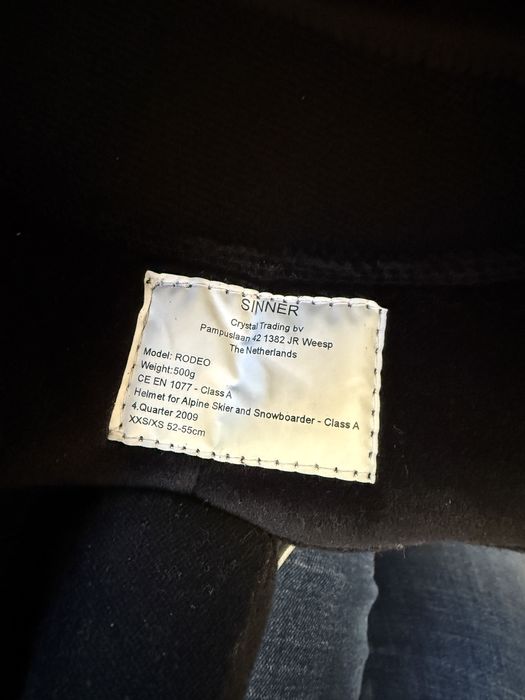 SINNER
Crystal Trading bv
Pampuslaan 42 1382 JR Weesp
The Netherlands
Model: RODEO
Weight:500g
CE EN 1077 - Class A
Helmet for Alpine Skier and Snowboarder - Class A
4.Quarter 2009
XXS/XS 52-55cm